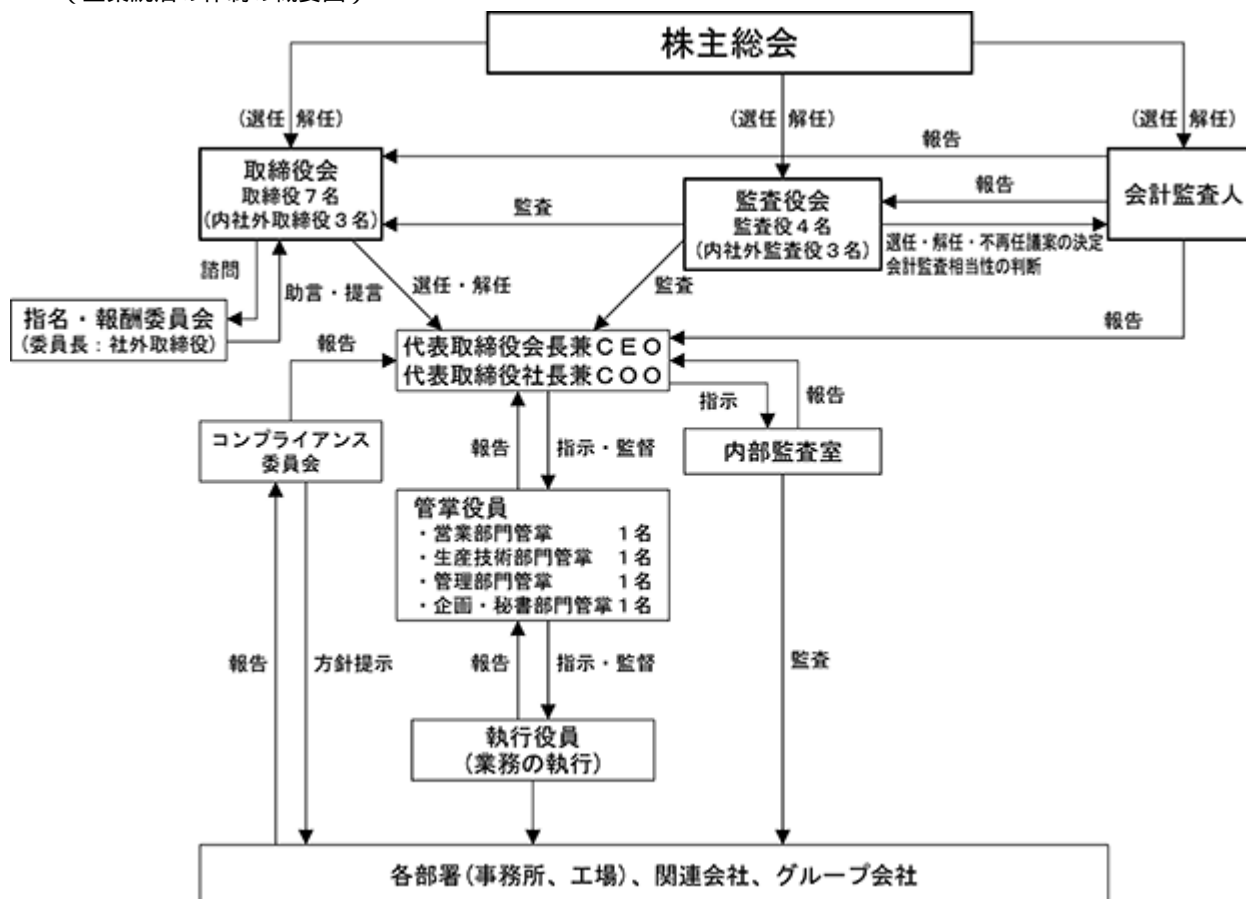 (企業統治の体制の概要図)
株主総会
(選任 解任)
(選任 解任)
(選任 解任)
報告
取締役会
取締役7名
(内社外取締役3名)
監査
監査役会
監査役4名
(内社外監査役3名)
報告
会計監査人
選任・解任・不再任議案の決定
会計監査相当性の判断
諮問
助言・提言
選任・解任
監査
報告
指名・報酬委員会
(委員長:社外取締役)
報告
代表取締役会長兼CEO
代表取締役社長兼COO
指示
報告
コンプライアンス
委員会
報告
指示・監督
内部監査室
管掌役員
・営業部門管掌 1名
・生産技術部門管掌 1名
・管理部門管掌 1名
・企画・秘書部門管掌1名
報告
方針提示
報告
指示・監督
監査
執行役員
(業務の執行)
各部署(事務所、工場)、関連会社、グループ会社